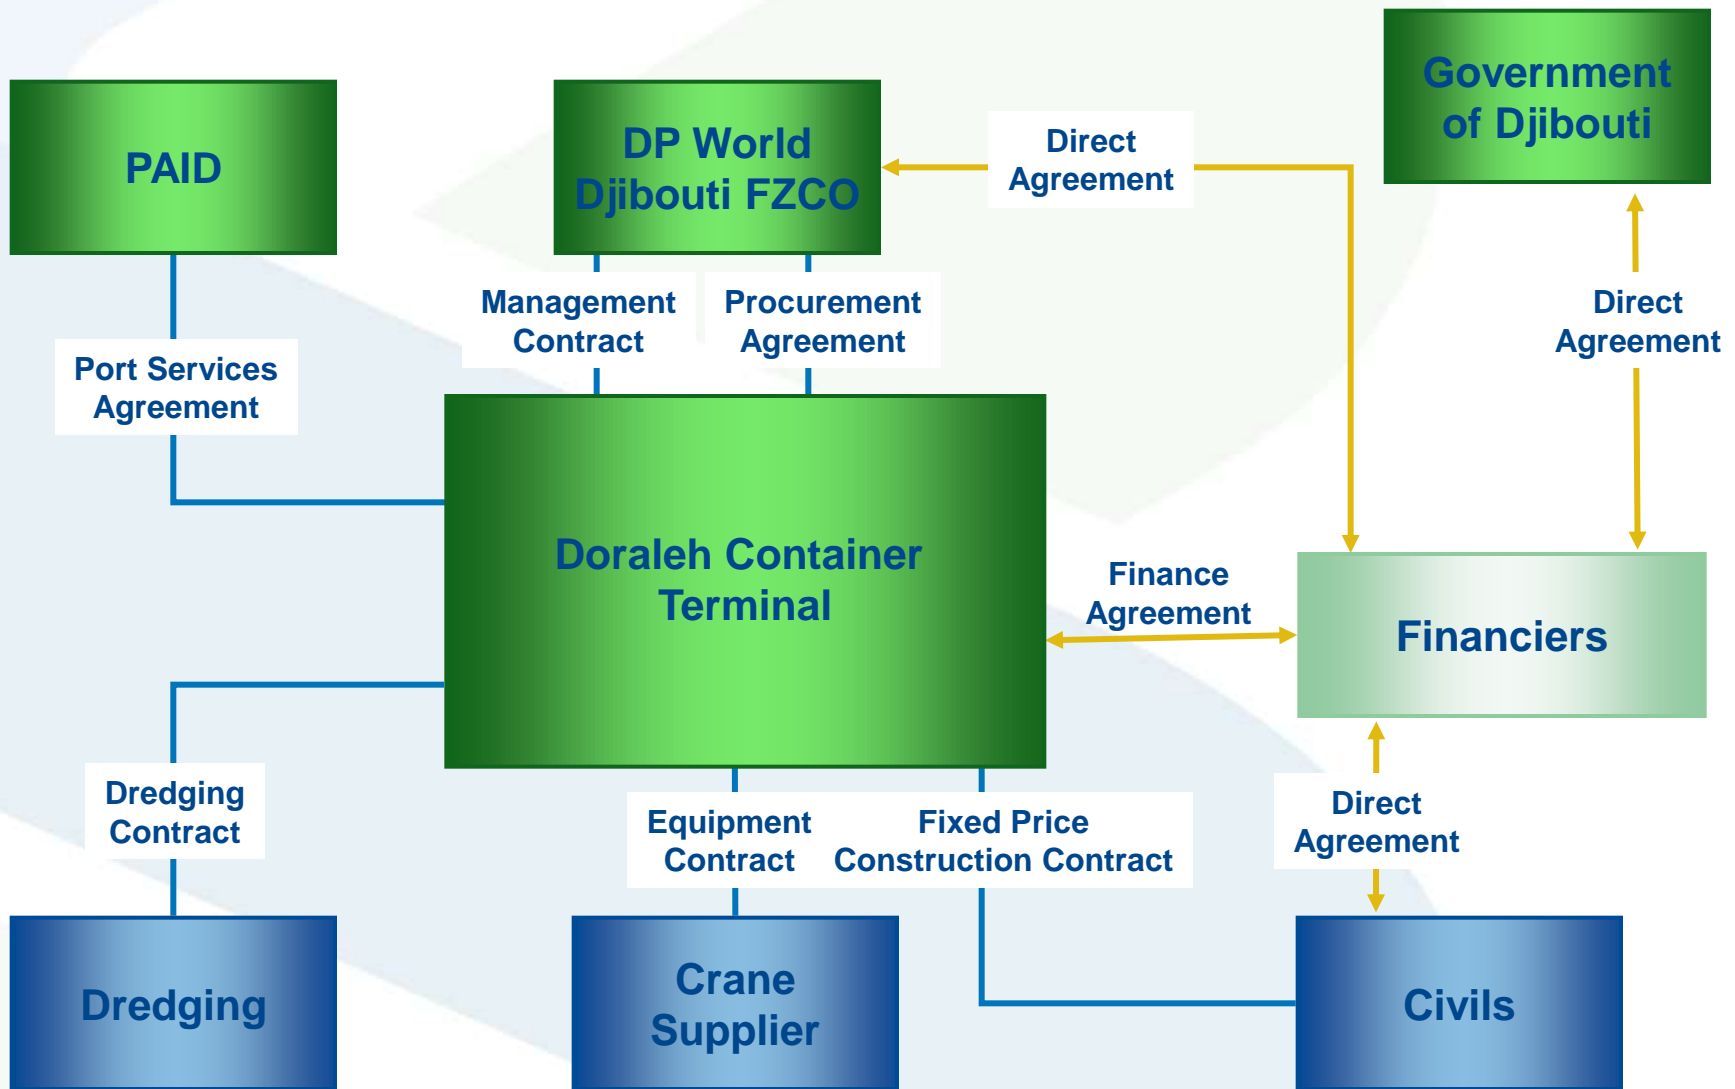 Government
of Djibouti
PAID
DP World
Djibouti FZCO
Direct
Agreement
Management
Contract
Procurement
Agreement
Direct
Agreement
Port Services
Agreement
Doraleh Container
Terminal
Finance
Agreement
Financiers
Dredging
Contract
Equipment
Contract
Fixed Price
Construction Contract
Direct
Agreement
Dredging
Crane
Supplier
Civils